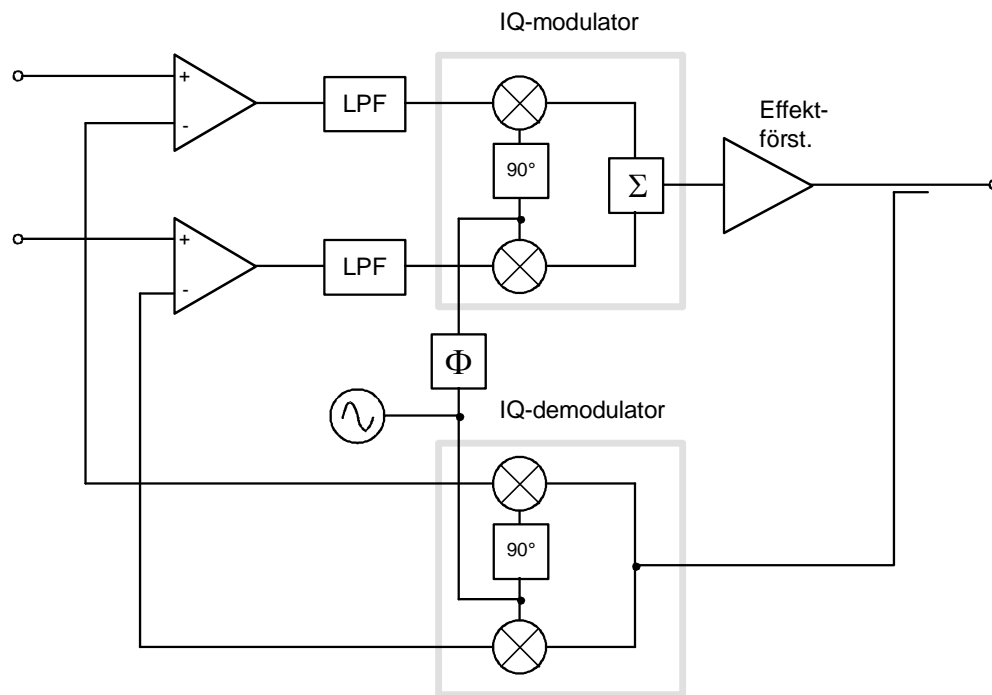 IQ-modulator
+
-
LPF
90°
Effekt-
först.
Σ
+
-
LPF
Φ
IQ-demodulator
90°